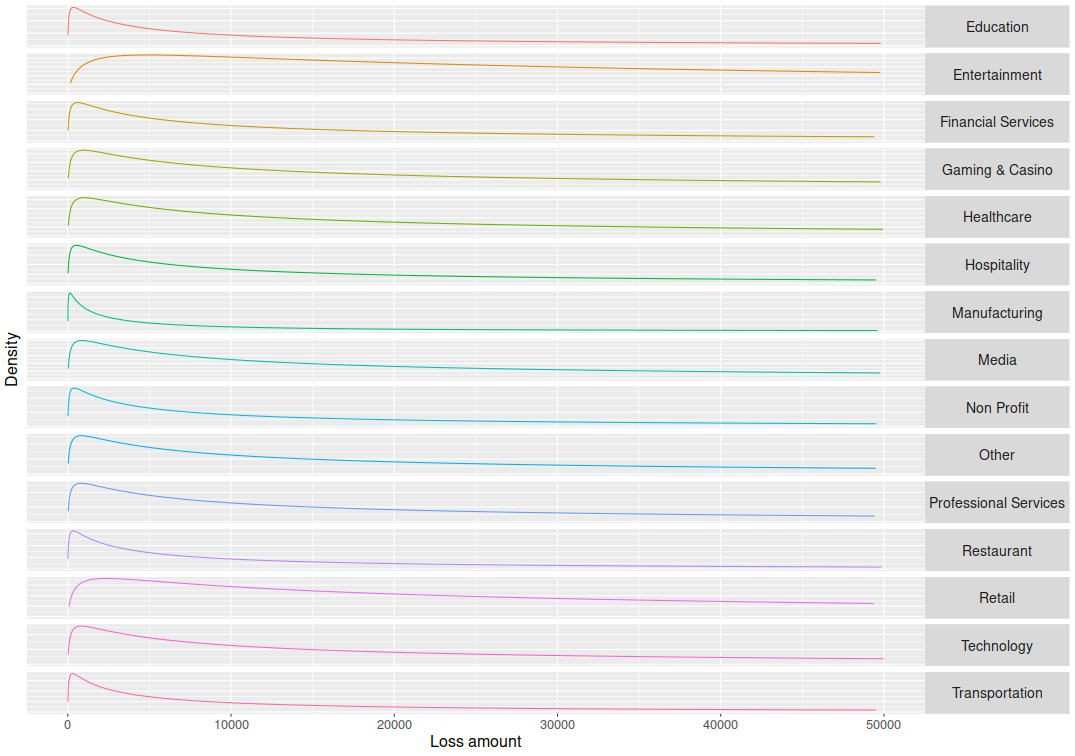 Education
Entertainment
Financial Services
Gaming & Casino
Healthcare
Hospitality
Manufacturing
Media
Non Profit
Other
Professional Services
Restaurant
Retail
Technology
Transportation
Density
0 10000 20000 30000 40000 50000
Loss amount